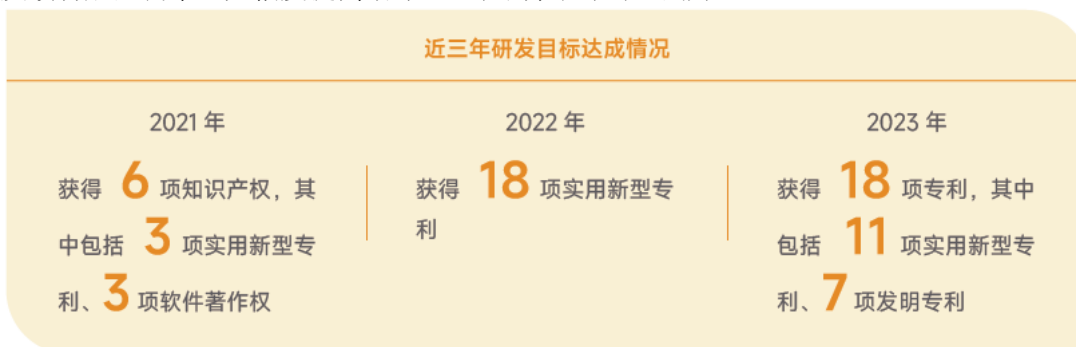 近三年研发目标达成情况
2021 年
获得 6 项知识产权，其
中包括 3 项实用新型专
利、3 项软件著作权
2022 年
获得 18 项实用新型专
利
2023 年
获得 18 项专利，其中
包括 11 项实用新型专
利、7 项发明专利